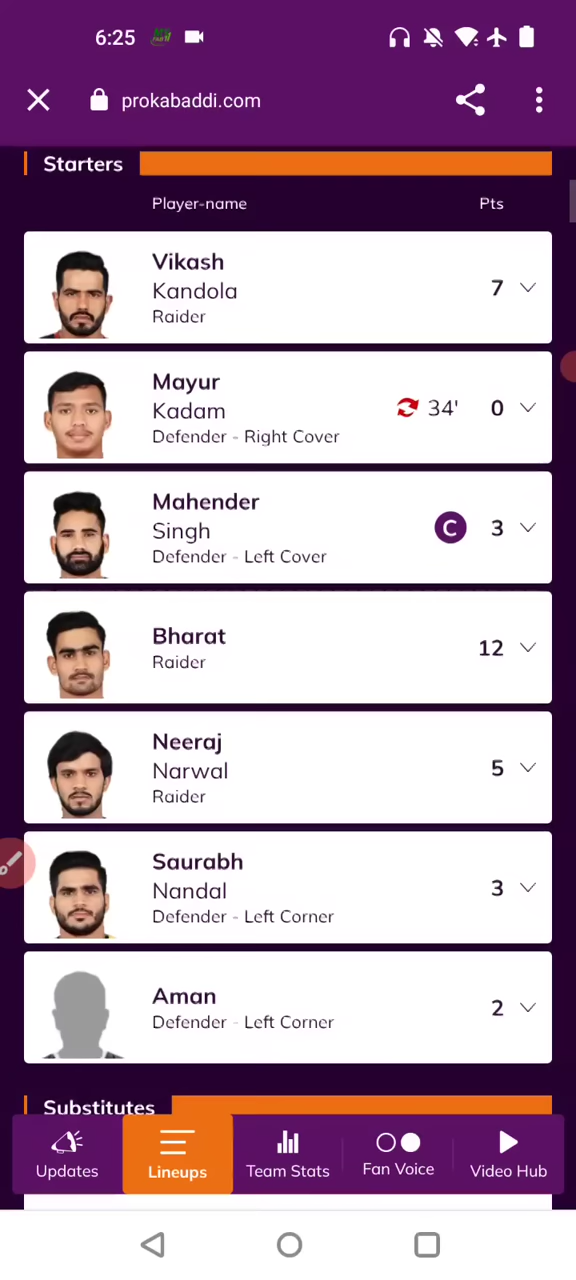 6:25
prokabaddi.com
Starters
Player-name Pts
Vikash
Kandola
Raider
7
Mayur
Kadam
Defender - Right Cover
34' 0
Mahender
Singh
Defender - Left Cover
C 3
Bharat
Raider
12
Neeraj
Narwal
Raider
5
Saurabh
Nandal
Defender - Left Corner
3
Aman
Defender - Left Corner
2
Substitutes
Updates Lineups Team Stats Fan Voice Video Hub